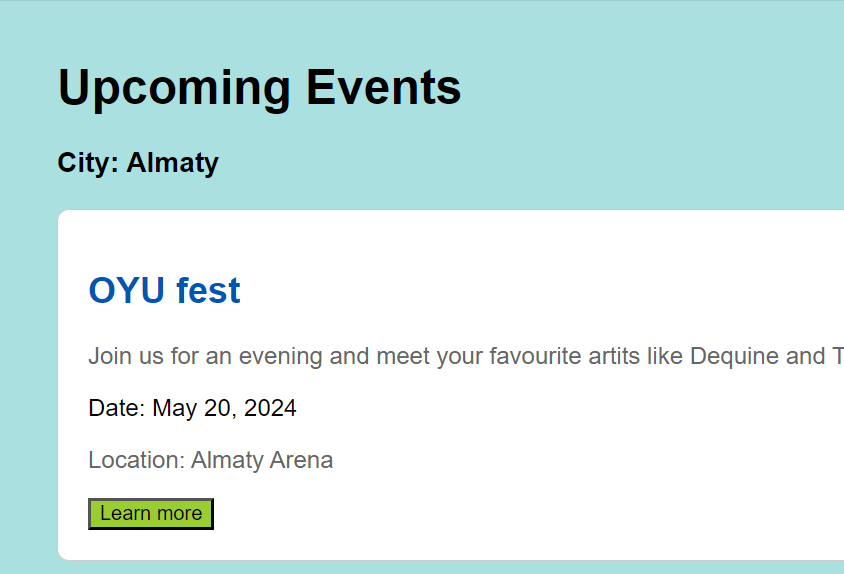 Upcoming Events
City: Almaty
OYU fest
Join us for an evening and meet your favourite artits like Dequine and T
Date: May 20, 2024
Location: Almaty Arena
Learn more